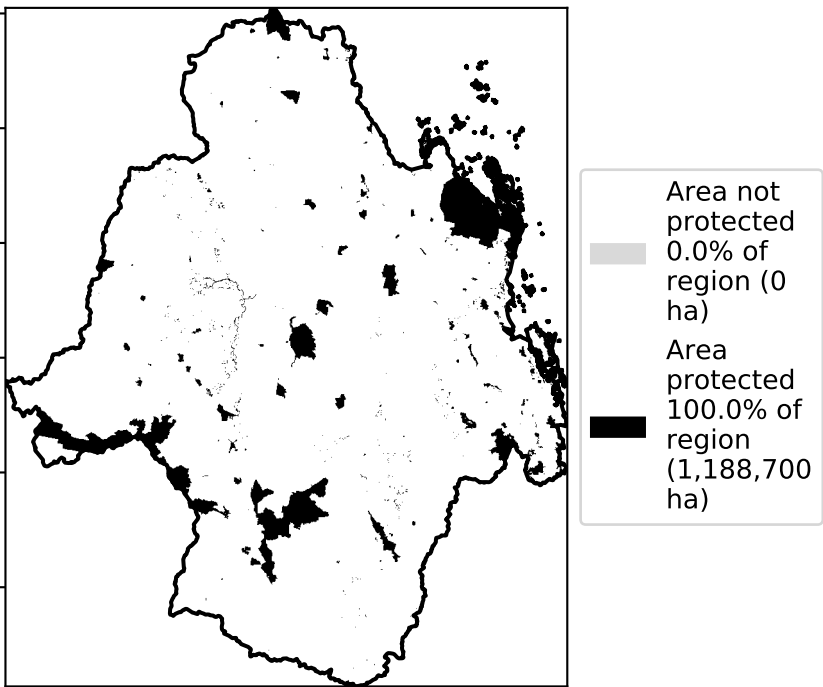 Area not
protected
0.0% of
region (0
ha)
Area
protected
100.0% of
region
(1,188,700
ha)